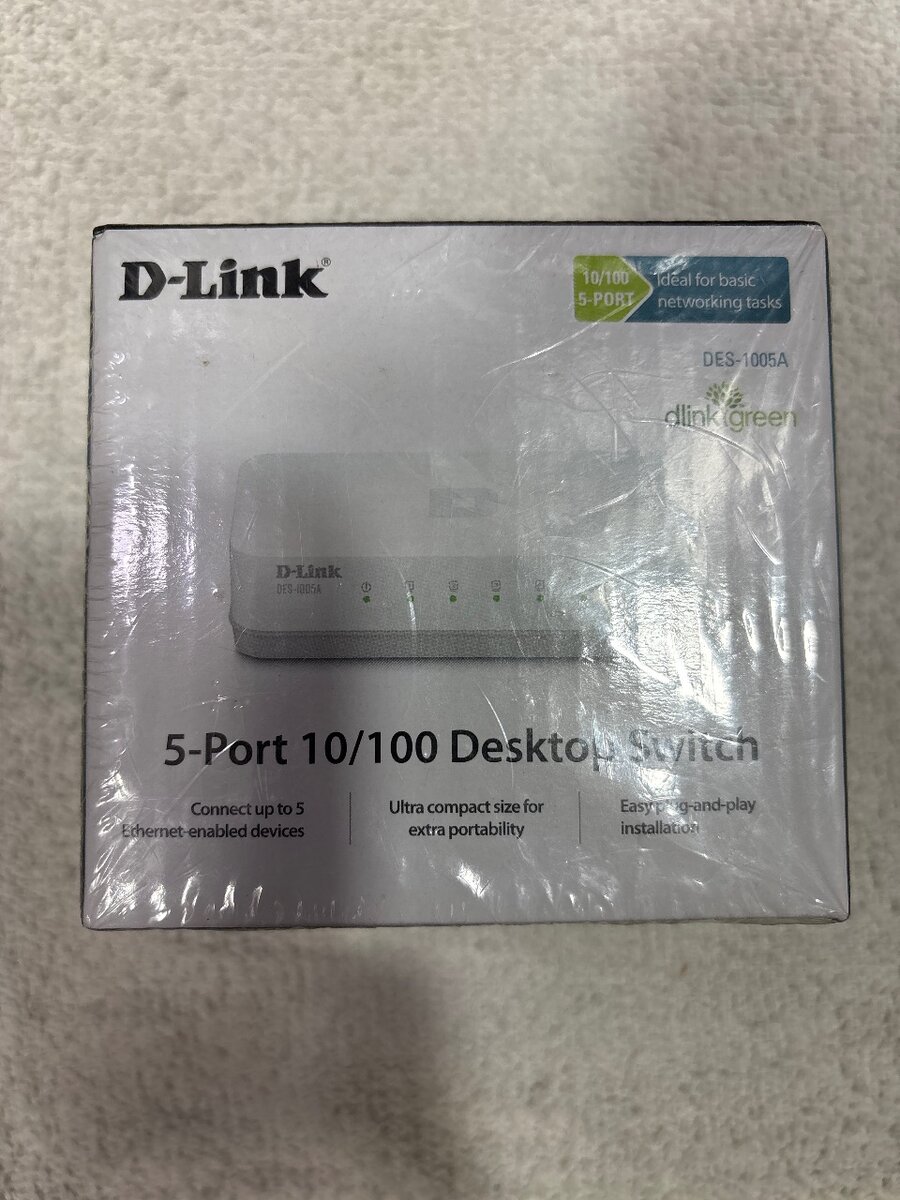 D-Link®
10/100
5-PORT
Ideal for basic
networking tasks
DES-1005A
dlinkgreen
D-Link
DES-1005A
5-Port 10/100 Desktop Switch
Connect up to 5
Ethernet-enabled devices
Ultra compact size for
extra portability
Easy plug-and-play
installation